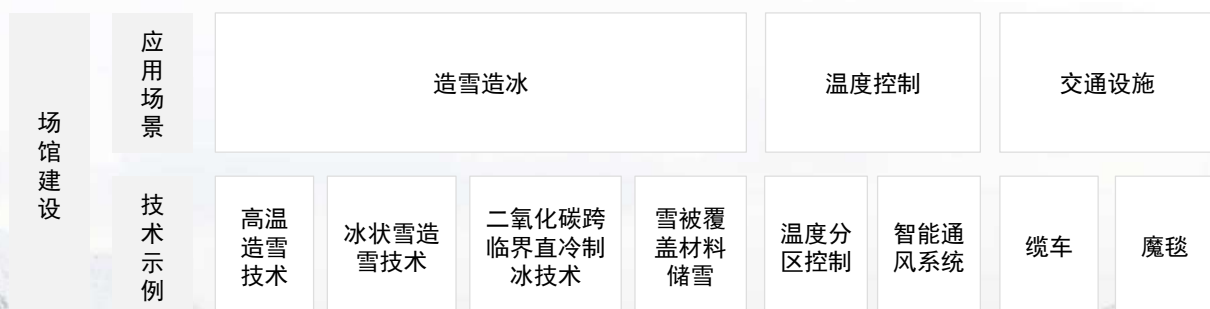 场馆建设
应用场景
造雪造冰
温度控制
交通设施
技术示例
高温
造雪
技术
冰状雪造
雪技术
二氧化碳跨
临界直冷制
冰技术
雪被覆
盖材料
储雪
温度分
区控制
智能通
风系统
缆车
魔毯